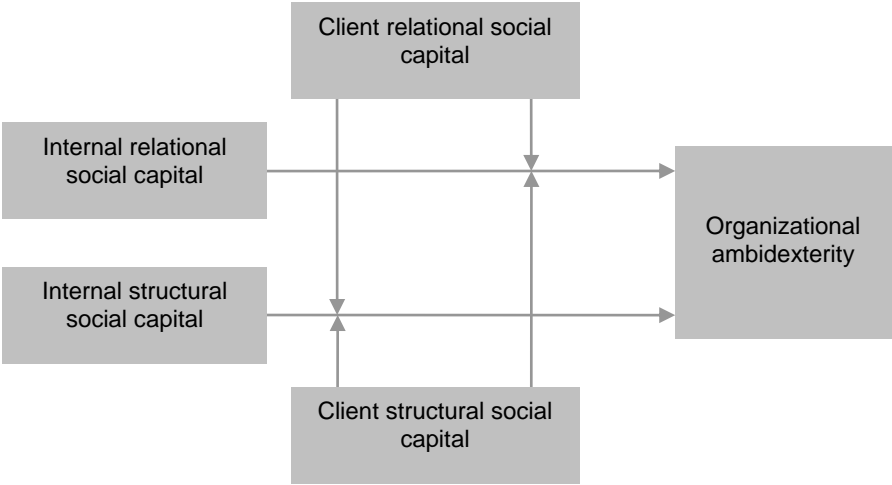 Client relational social
capital
Internal relational
social capital
Organizational
ambidexterity
Internal structural
social capital
Client structural social
capital